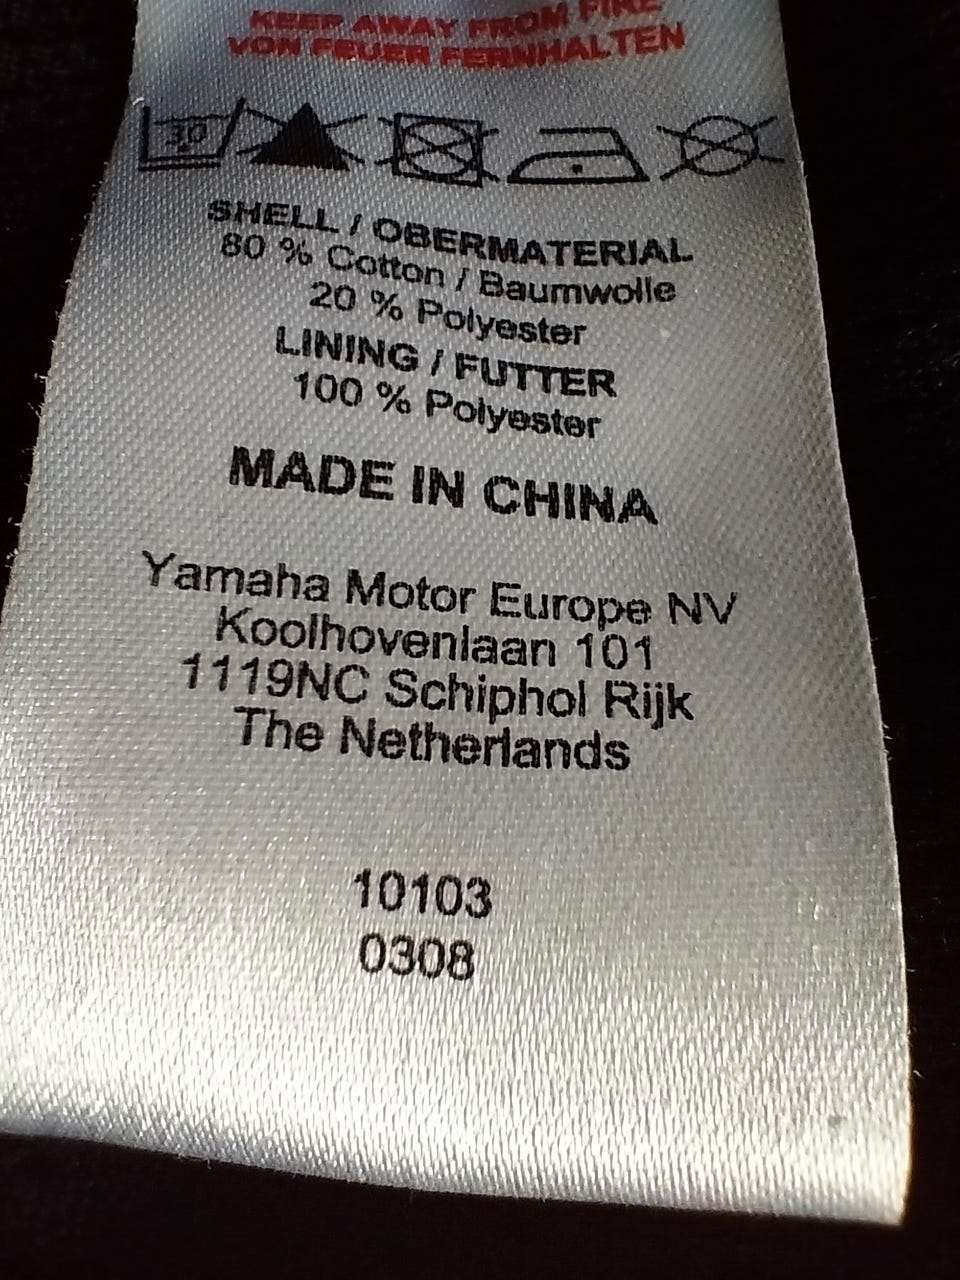 KEEP AWAY FROM FIRE
VON FEUER FERNHALTEN
30
SHELL / OBERMATERIAL
80 % Cotton / Baumwolle
20 % Polyester
LINING / FUTTER
100 % Polyester
MADE IN CHINA
Yamaha Motor Europe NV
Koolhovenlaan 101
1119NC Schiphol Rijk
The Netherlands
10103
0308